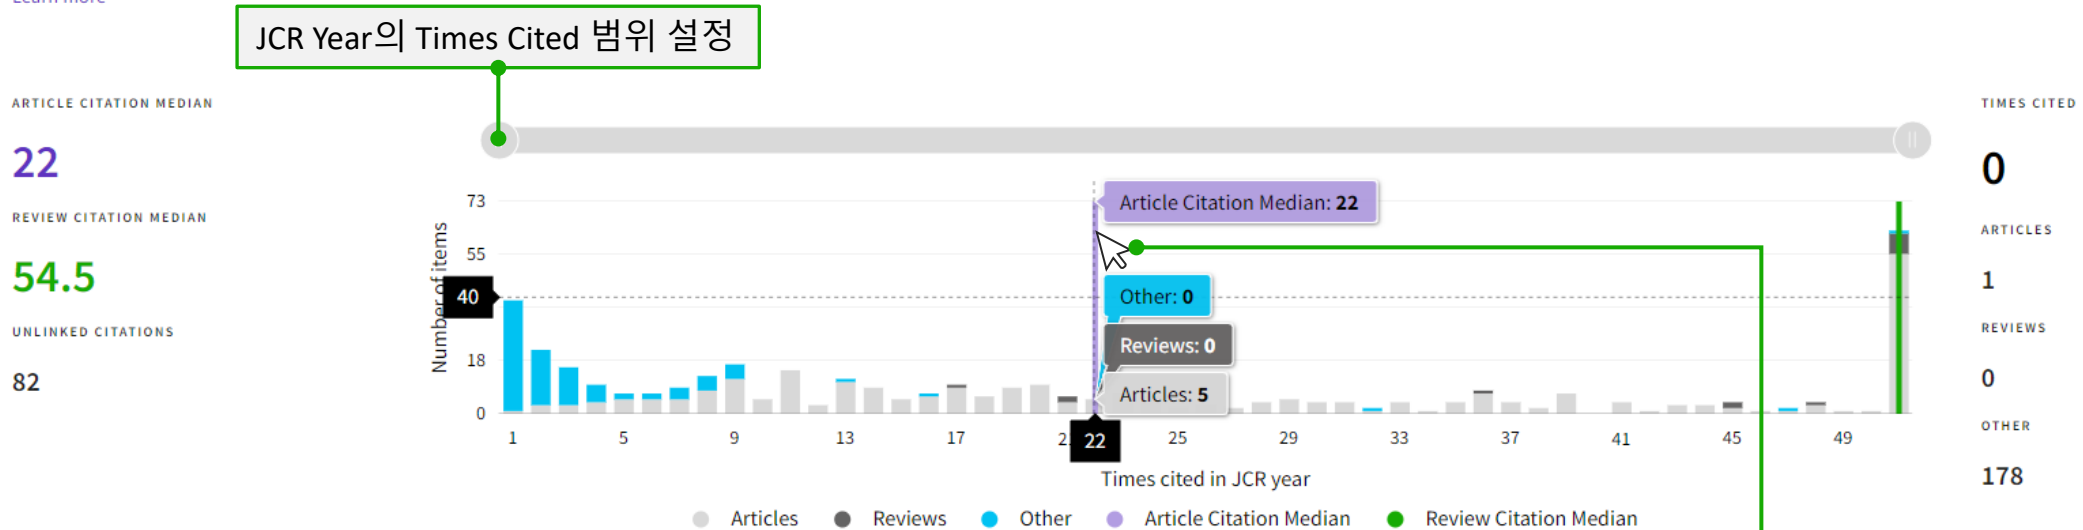 Learn more
JCR Year의 Times Cited 범위 설정
ARTICLE CITATION MEDIAN
22
REVIEW CITATION MEDIAN
54.5
UNLINKED CITATIONS
82
Number of items
73
55
40
18
0
Article Citation Median: 22
Other: 0
Reviews: 0
Articles: 5
1 5 9 13 17 22 25 29 33 37 41 45 49
Times cited in JCR year
Articles Reviews Other Article Citation Median Review Citation Median
TIMES CITED
0
ARTICLES
1
REVIEWS
0
OTHER
178